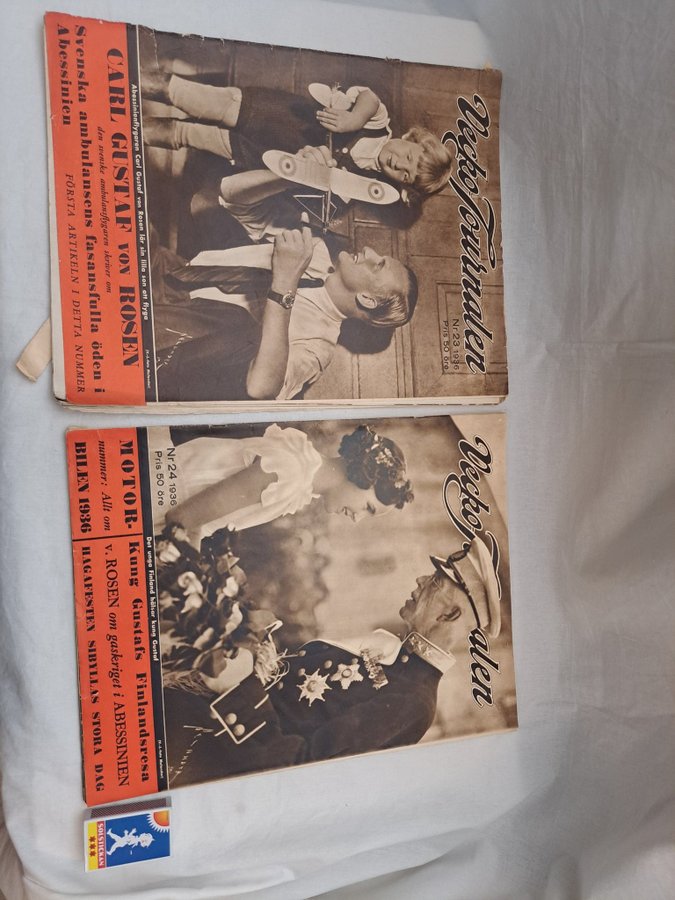 Vecko Journalen
Nr 23 1936
Pris 50 öre
Abessinienflygaren Carl Gustaf von Rosen lär sin lilla son att flyga
CARL GUSTAF VON ROSEN
den svenske ambulansflygaren skriver om
Svenska ambulansens fasansfulla öden i
Abessinien
FÖRSTA ARTIKELN I DETTA NUMMER
Vecko
alen
Nr 24 1936
Pris 50 öre
Det unga Finland hälsar kung Gustaf
MOTOR-
nummer: Allt om
BILEN 1936
Kung Gustafs Finlandsresa
v. ROSEN om gaskriget i ABESSINIEN
HAGAFESTEN SIBYLLAS STORA DAG
SOLSTICKAN